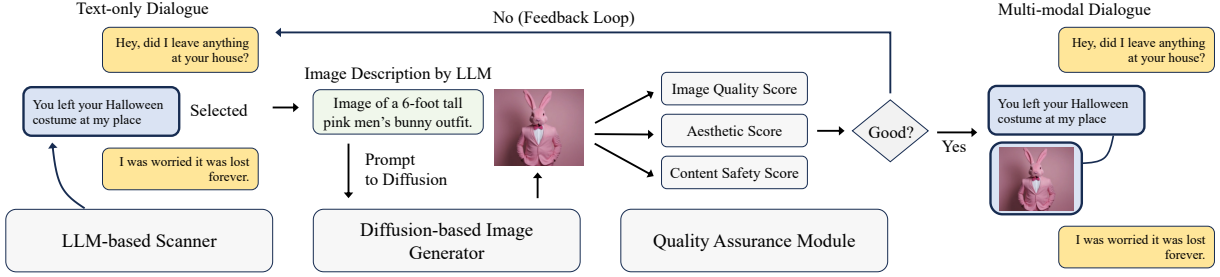 Text-only Dialogue
Hey, did I leave anything
at your house?
You left your Halloween
costume at my place
Selected
I was worried it was lost
forever.
LLM-based Scanner
No (Feedback Loop)
Image Description by LLM
Image of a 6-foot tall
pink men's bunny outfit.
Prompt
to Diffusion
Diffusion-based Image
Generator
Image Quality Score
Aesthetic Score
Content Safety Score
Quality Assurance Module
Good?
Yes
Multi-modal Dialogue
Hey, did I leave anything
at your house?
You left your Halloween
costume at my place
I was worried it was lost
forever.